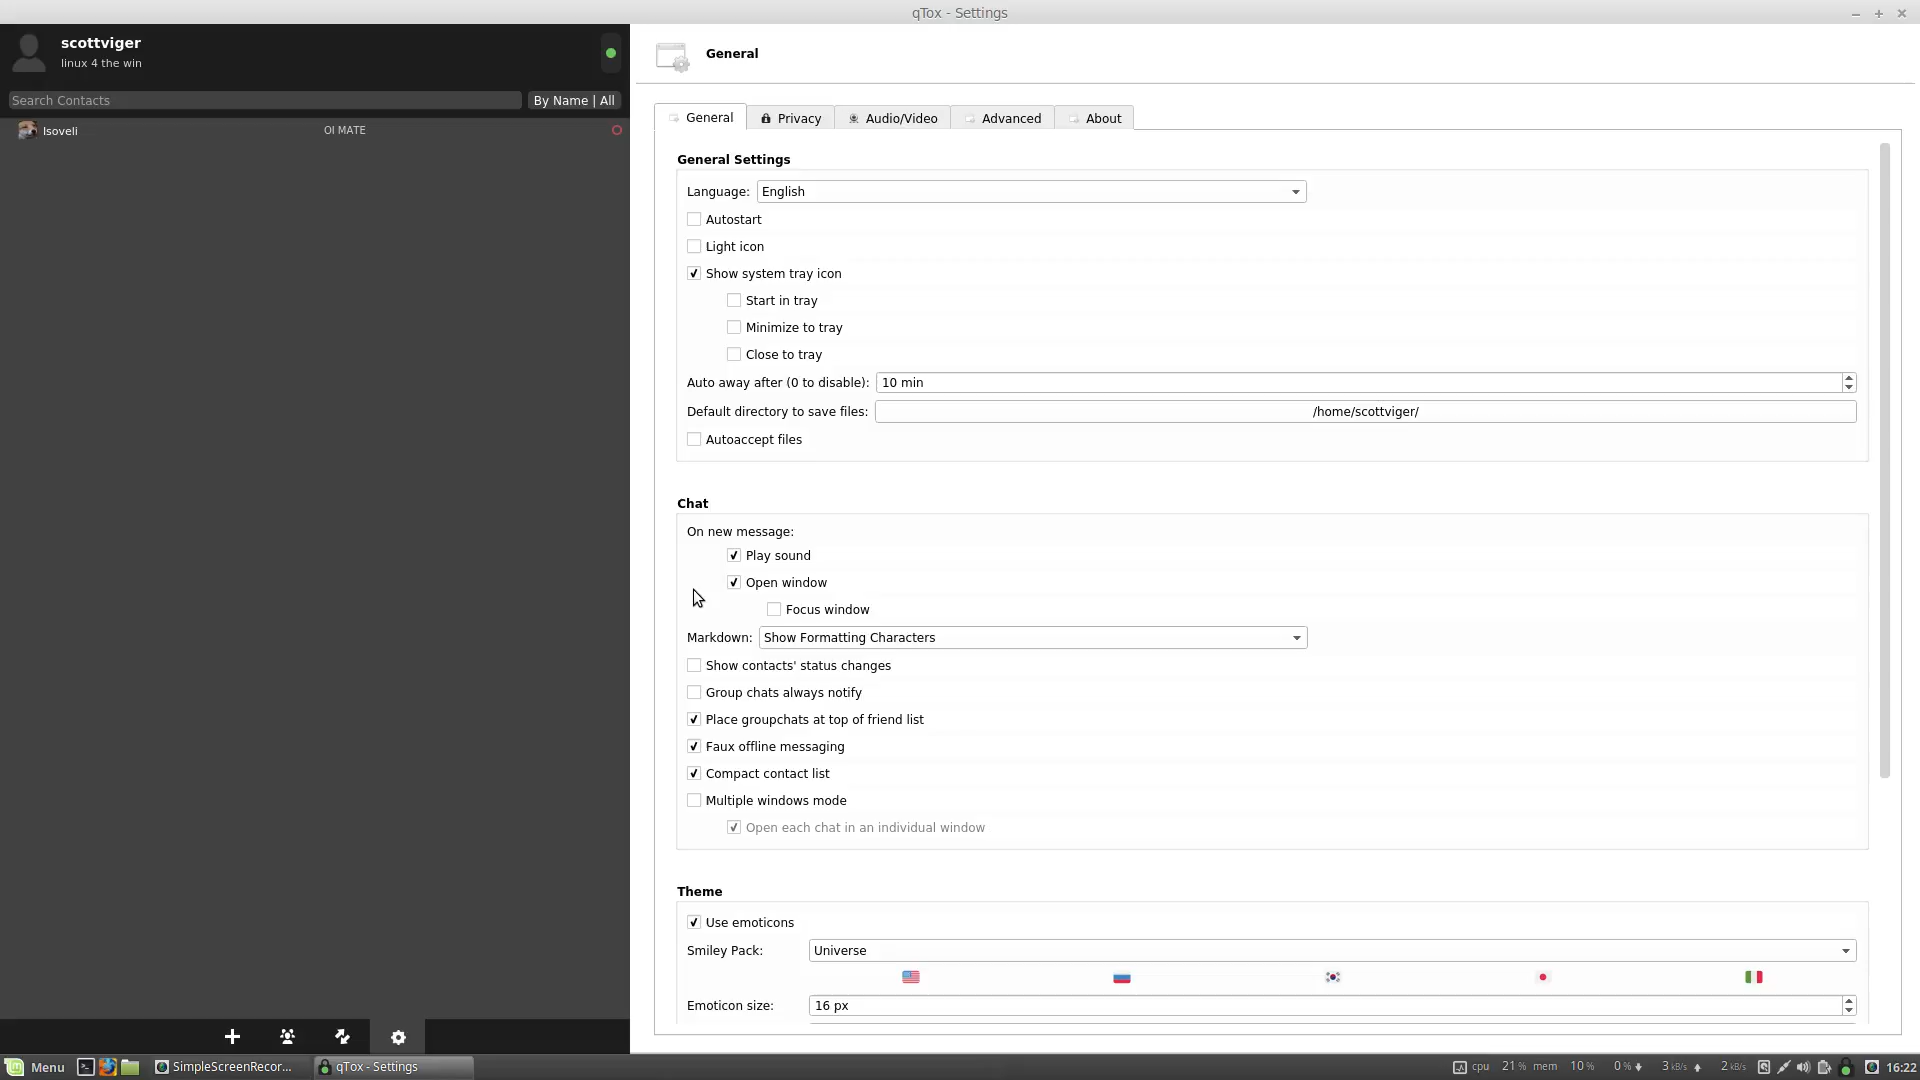 qTox - Settings
scottviger
linux 4 the win
Search Contacts
By Name | All
Isoveli
OI MATE
General
General
Privacy
Audio/Video
Advanced
About
General Settings
Language:
English
Autostart
Light icon
Show system tray icon
Start in tray
Minimize to tray
Close to tray
Auto away after (0 to disable):
10 min
Default directory to save files:
/home/scottviger/
Autoaccept files
Chat
On new message:
Play sound
Open window
Focus window
Markdown:
Show Formatting Characters
Show contacts' status changes
Group chats always notify
Place groupchats at top of friend list
Faux offline messaging
Compact contact list
Multiple windows mode
Open each chat in an individual window
Theme
Use emoticons
Smiley Pack:
Universe
Emoticon size:
16 px
Menu
SimpleScreenRecor...
qTox - Settings
cpu 21 % mem 10 % 0 % 3 kB/s 2 kB/s
16:22